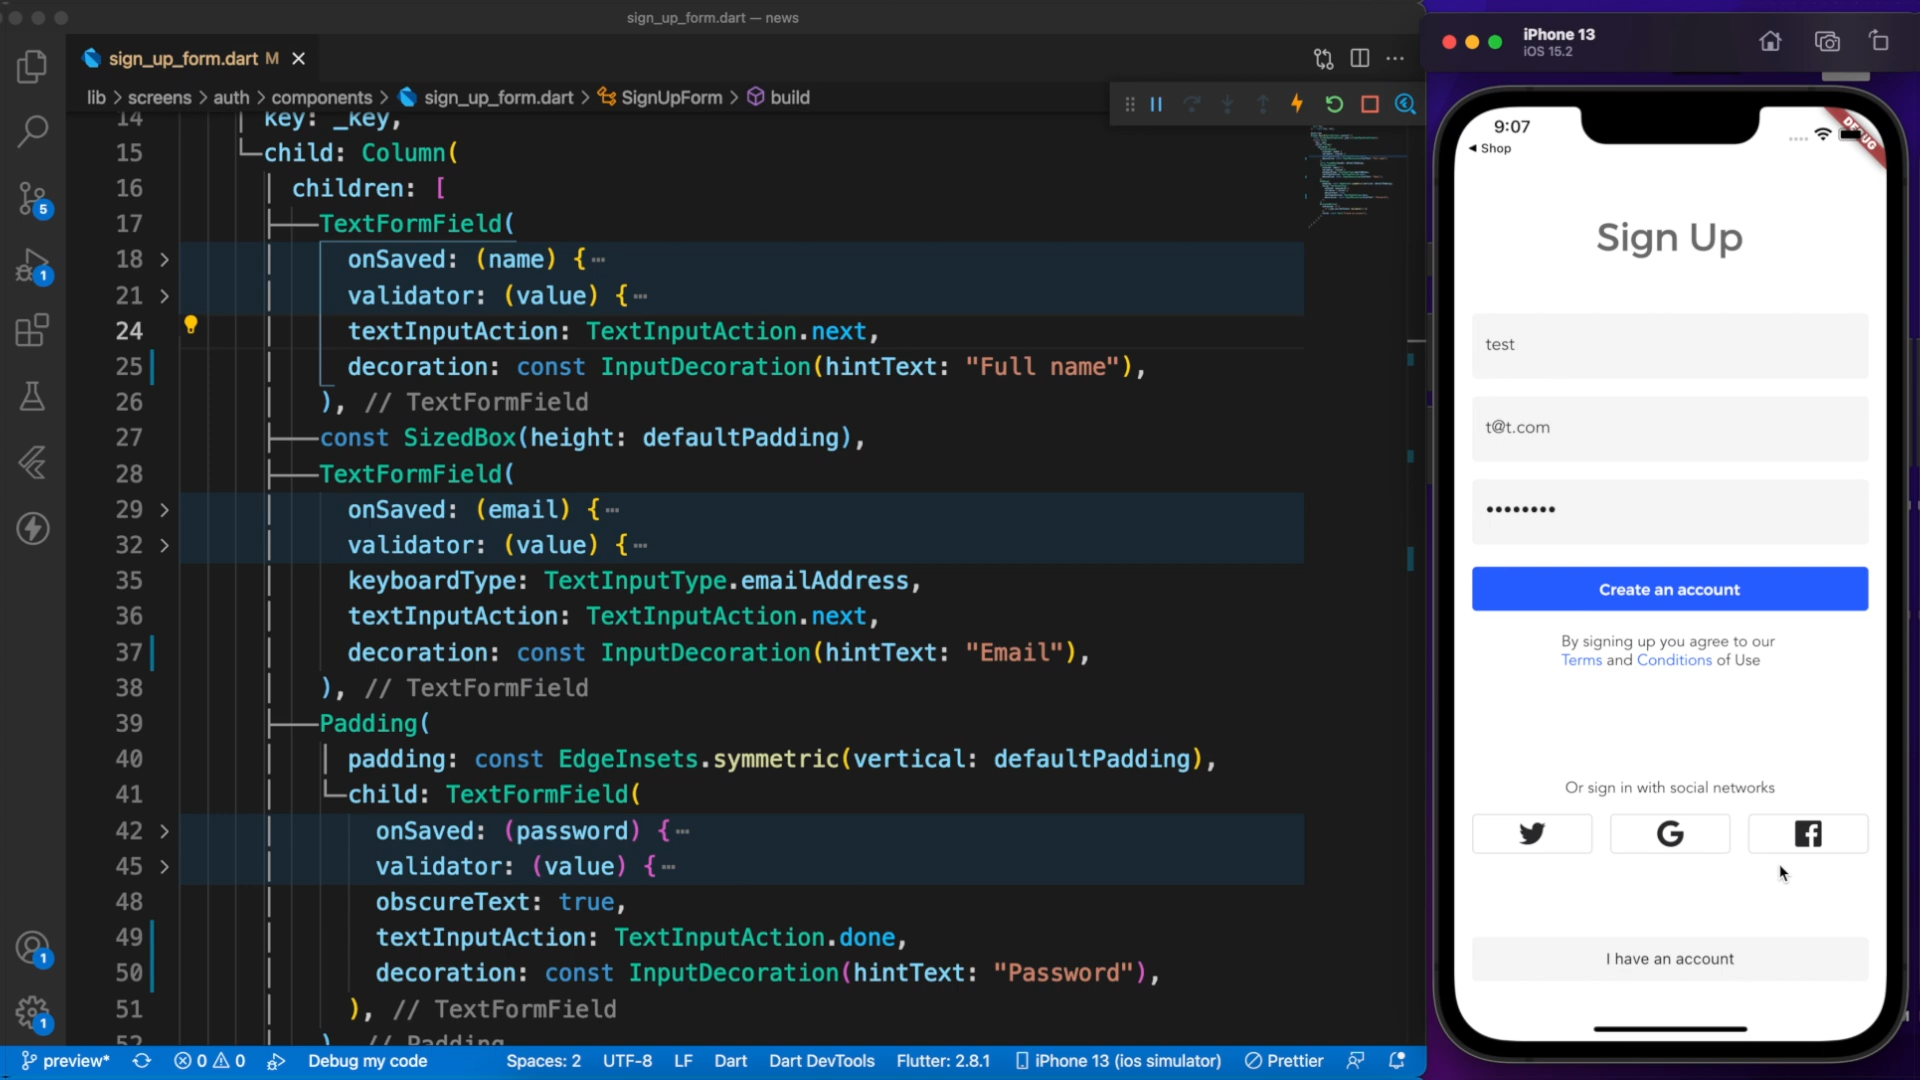 sign_up_form.dart — news
sign_up_form.dart M
lib > screens > auth > components > sign_up_form.dart > SignUpForm > build
14 key: _key,
15 child: Column(
16 children: [
17 TextFormField(
18 onSaved: (name) {…
21 validator: (value) {…
24 textInputAction: TextInputAction.next,
25 decoration: const InputDecoration(hintText: "Full name"),
26 ), // TextFormField
27 const SizedBox(height: defaultPadding),
28 TextFormField(
29 onSaved: (email) {…
32 validator: (value) {…
35 keyboardType: TextInputType.emailAddress,
36 textInputAction: TextInputAction.next,
37 decoration: const InputDecoration(hintText: "Email"),
38 ), // TextFormField
39 Padding(
40 padding: const EdgeInsets.symmetric(vertical: defaultPadding),
41 child: TextFormField(
42 onSaved: (password) {…
45 validator: (value) {…
48 obscureText: true,
49 textInputAction: TextInputAction.done,
50 decoration: const InputDecoration(hintText: "Password"),
51 ), // TextFormField
52 ) // Padding
5
1
1
1
preview* 0 0 Debug my code Spaces: 2 UTF-8 LF Dart Dart DevTools Flutter: 2.8.1 iPhone 13 (ios simulator) Prettier
iPhone 13
iOS 15.2
9:07
DEBUG
Shop
Sign Up
test
t@t.com
••••••••
Create an account
By signing up you agree to our
Terms and Conditions of Use
Or sign in with social networks
I have an account